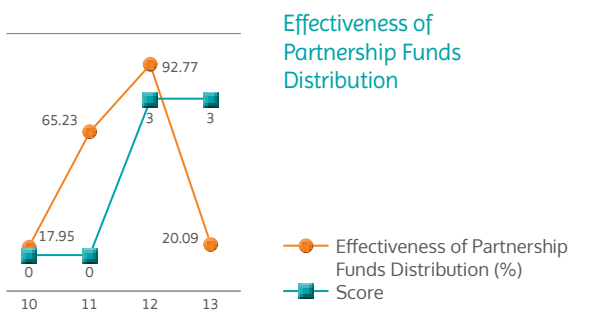 Effectiveness of
Partnership Funds
Distribution
92.77
65.23
3 3
17.95
20.09
0 0
10 11 12 13
Effectiveness of Partnership
Funds Distribution (%)
Score